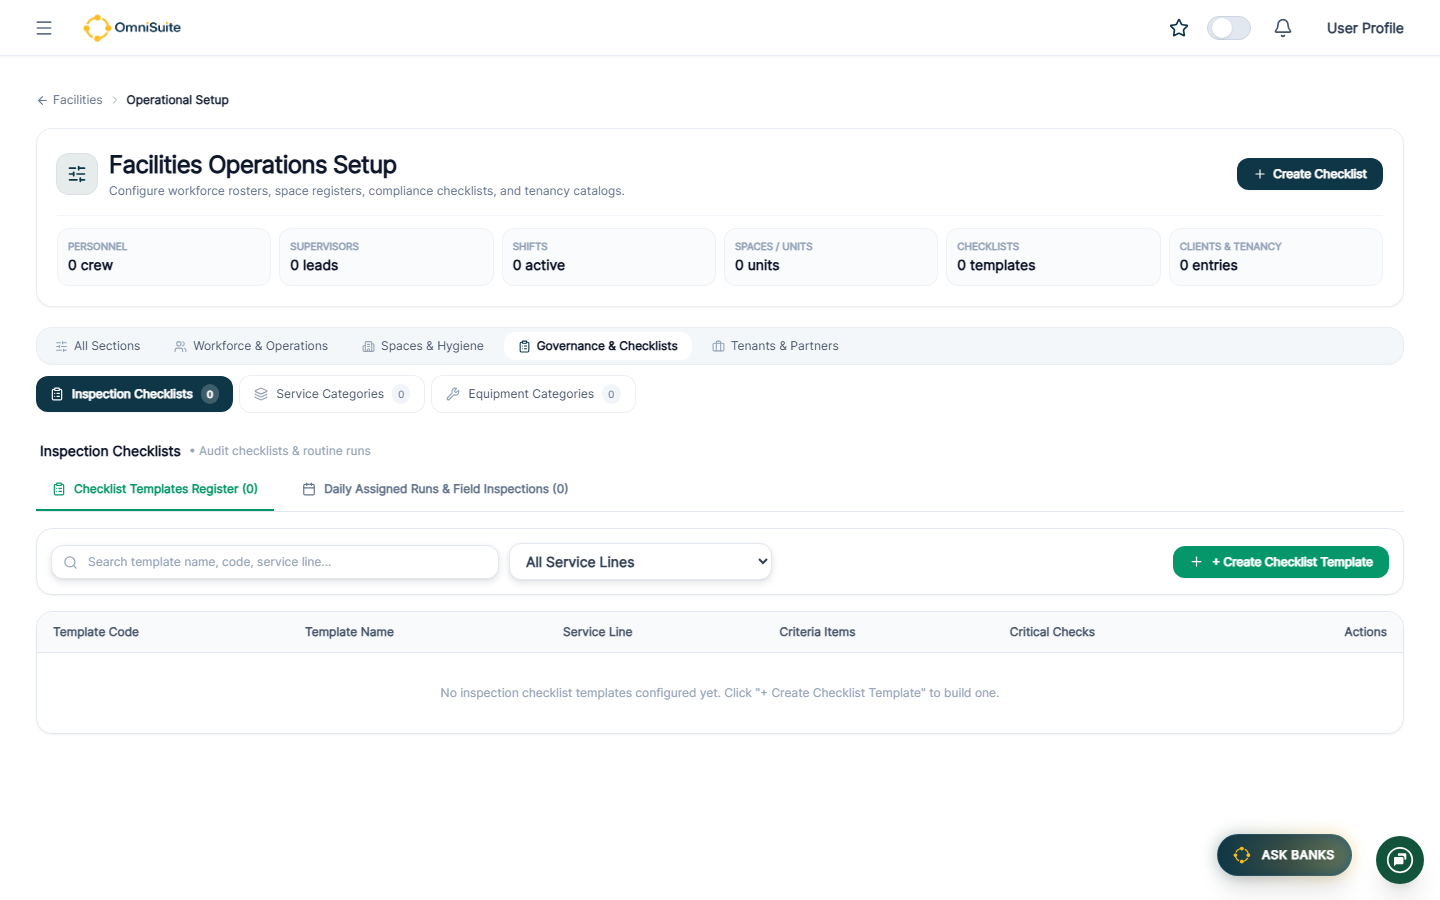 OmniSuite
User Profile
Facilities
Operational Setup
Facilities Operations Setup
Configure workforce rosters, space registers, compliance checklists, and tenancy catalogs.
Create Checklist
PERSONNEL
0 crew
SUPERVISORS
0 leads
SHIFTS
0 active
SPACES / UNITS
0 units
CHECKLISTS
0 templates
CLIENTS & TENANCY
0 entries
All Sections
Workforce & Operations
Spaces & Hygiene
Governance & Checklists
Tenants & Partners
Inspection Checklists 0
Service Categories 0
Equipment Categories 0
Inspection Checklists • Audit checklists & routine runs
Checklist Templates Register (0)
Daily Assigned Runs & Field Inspections (0)
Search template name, code, service line...
All Service Lines
+ Create Checklist Template
Template Code
Template Name
Service Line
Criteria Items
Critical Checks
Actions
No inspection checklist templates configured yet. Click "+ Create Checklist Template" to build one.
ASK BANKS